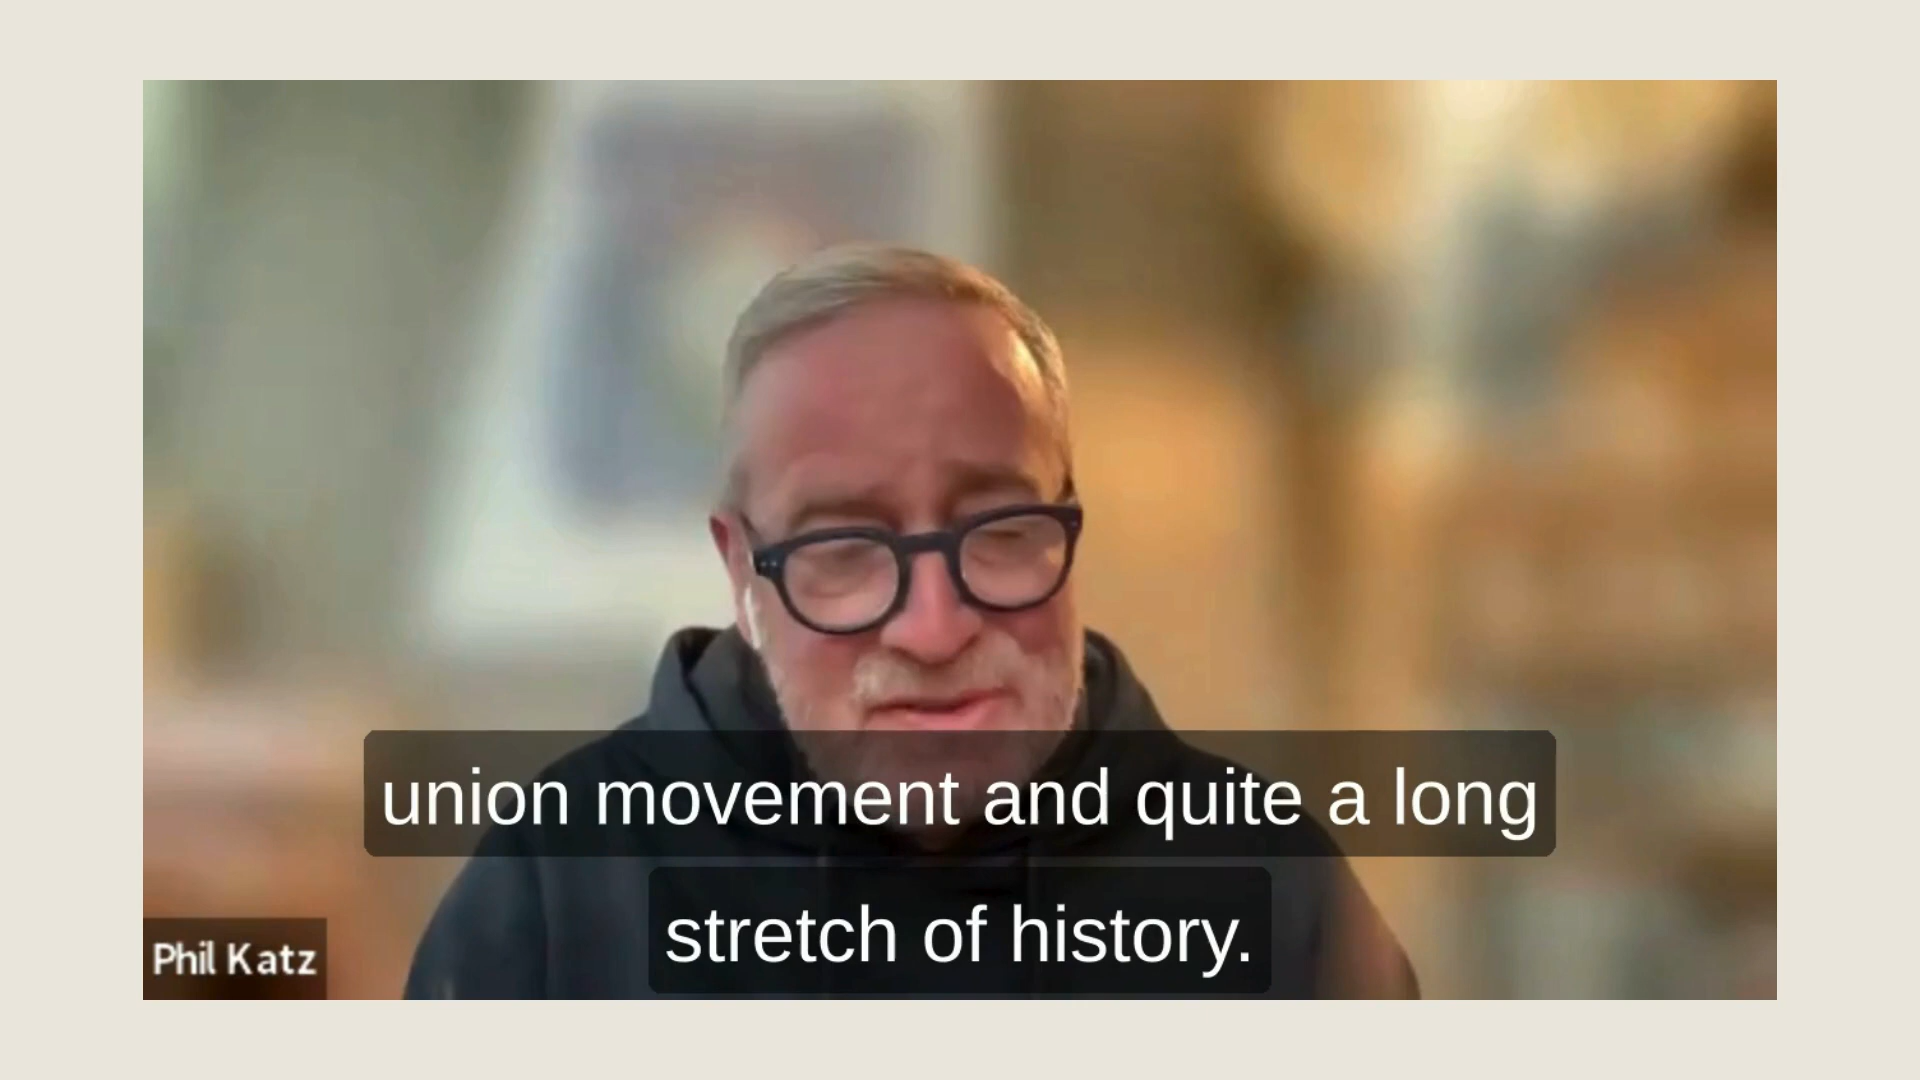 union movement and quite a long
stretch of history.
Phil Katz